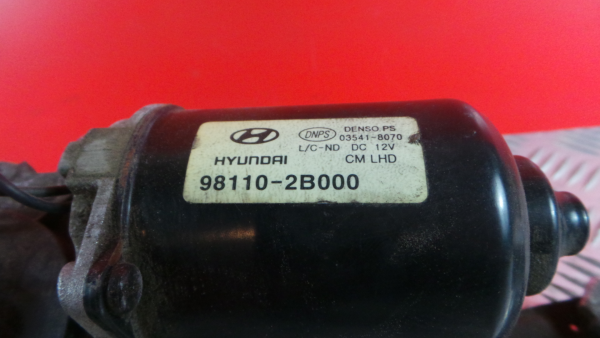 DNPS DENSO PS
03541-8070
L/C-ND DC 12V
HYUNDAI CM LHD
98110-2B000